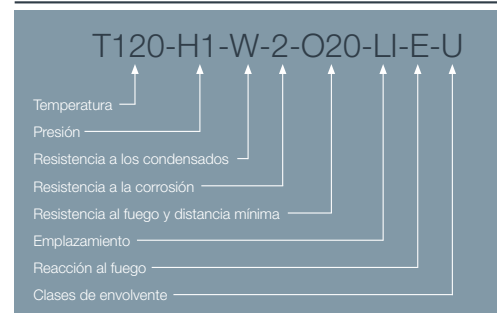 T120-H1-W-2-O20-LI-E-U
Temperatura
Presión
Resistencia a los condensados
Resistencia a la corrosión
Resistencia al fuego y distancia mínima
Emplazamiento
Reacción al fuego
Clases de envolvente